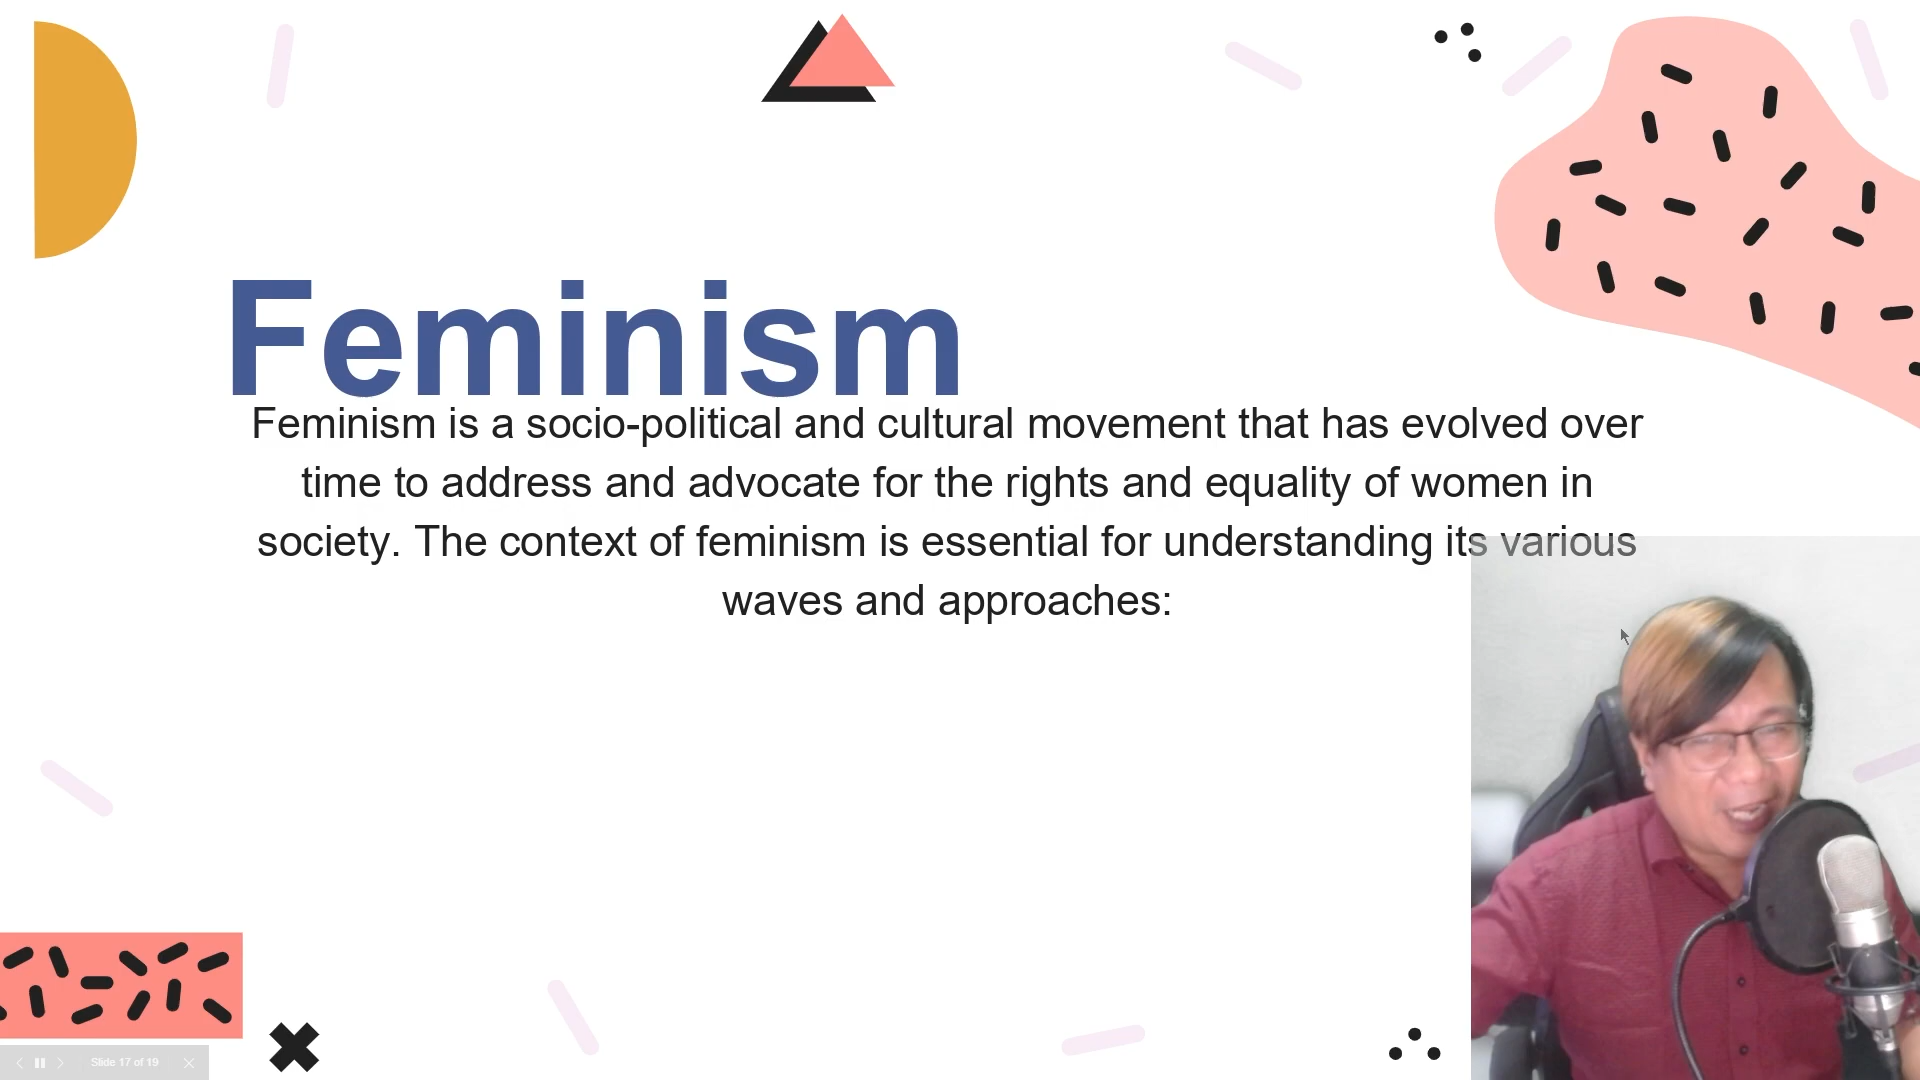 Feminism
Feminism is a socio-political and cultural movement that has evolved over
time to address and advocate for the rights and equality of women in
society. The context of feminism is essential for understanding its various
waves and approaches:
Slide 17 of 19